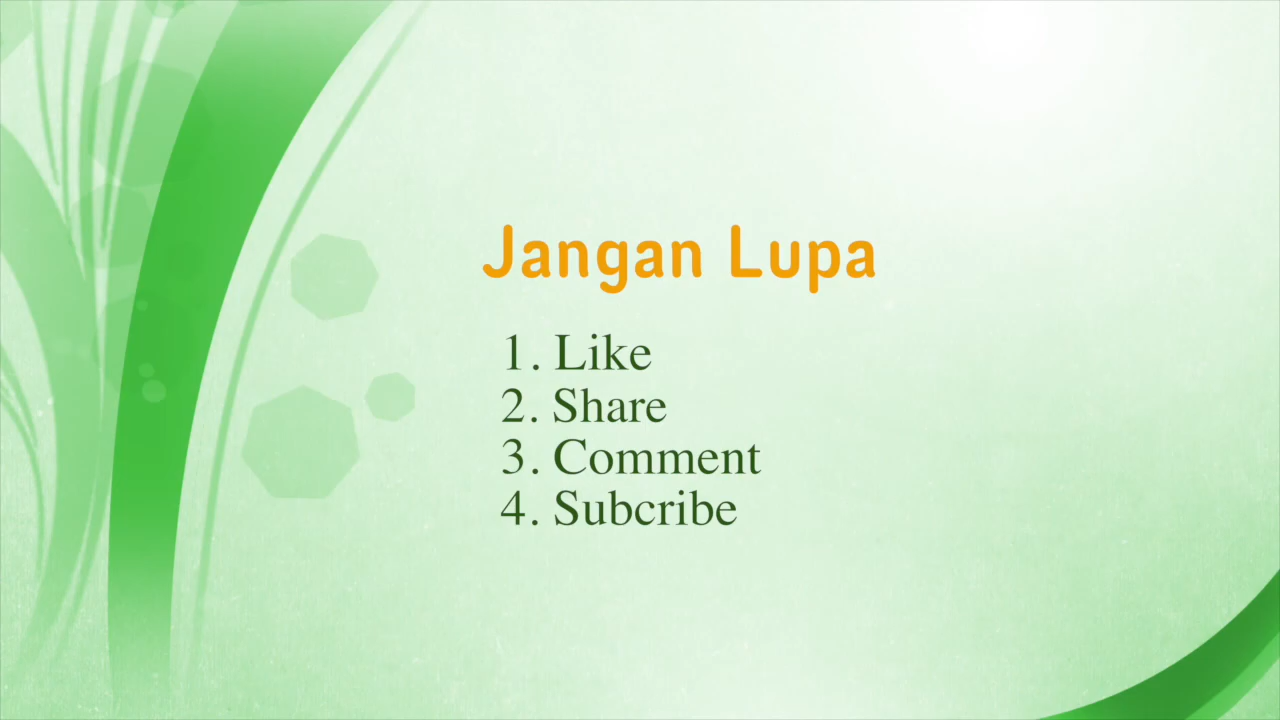 Jangan Lupa
1. Like
2. Share
3. Comment
4. Subcribe